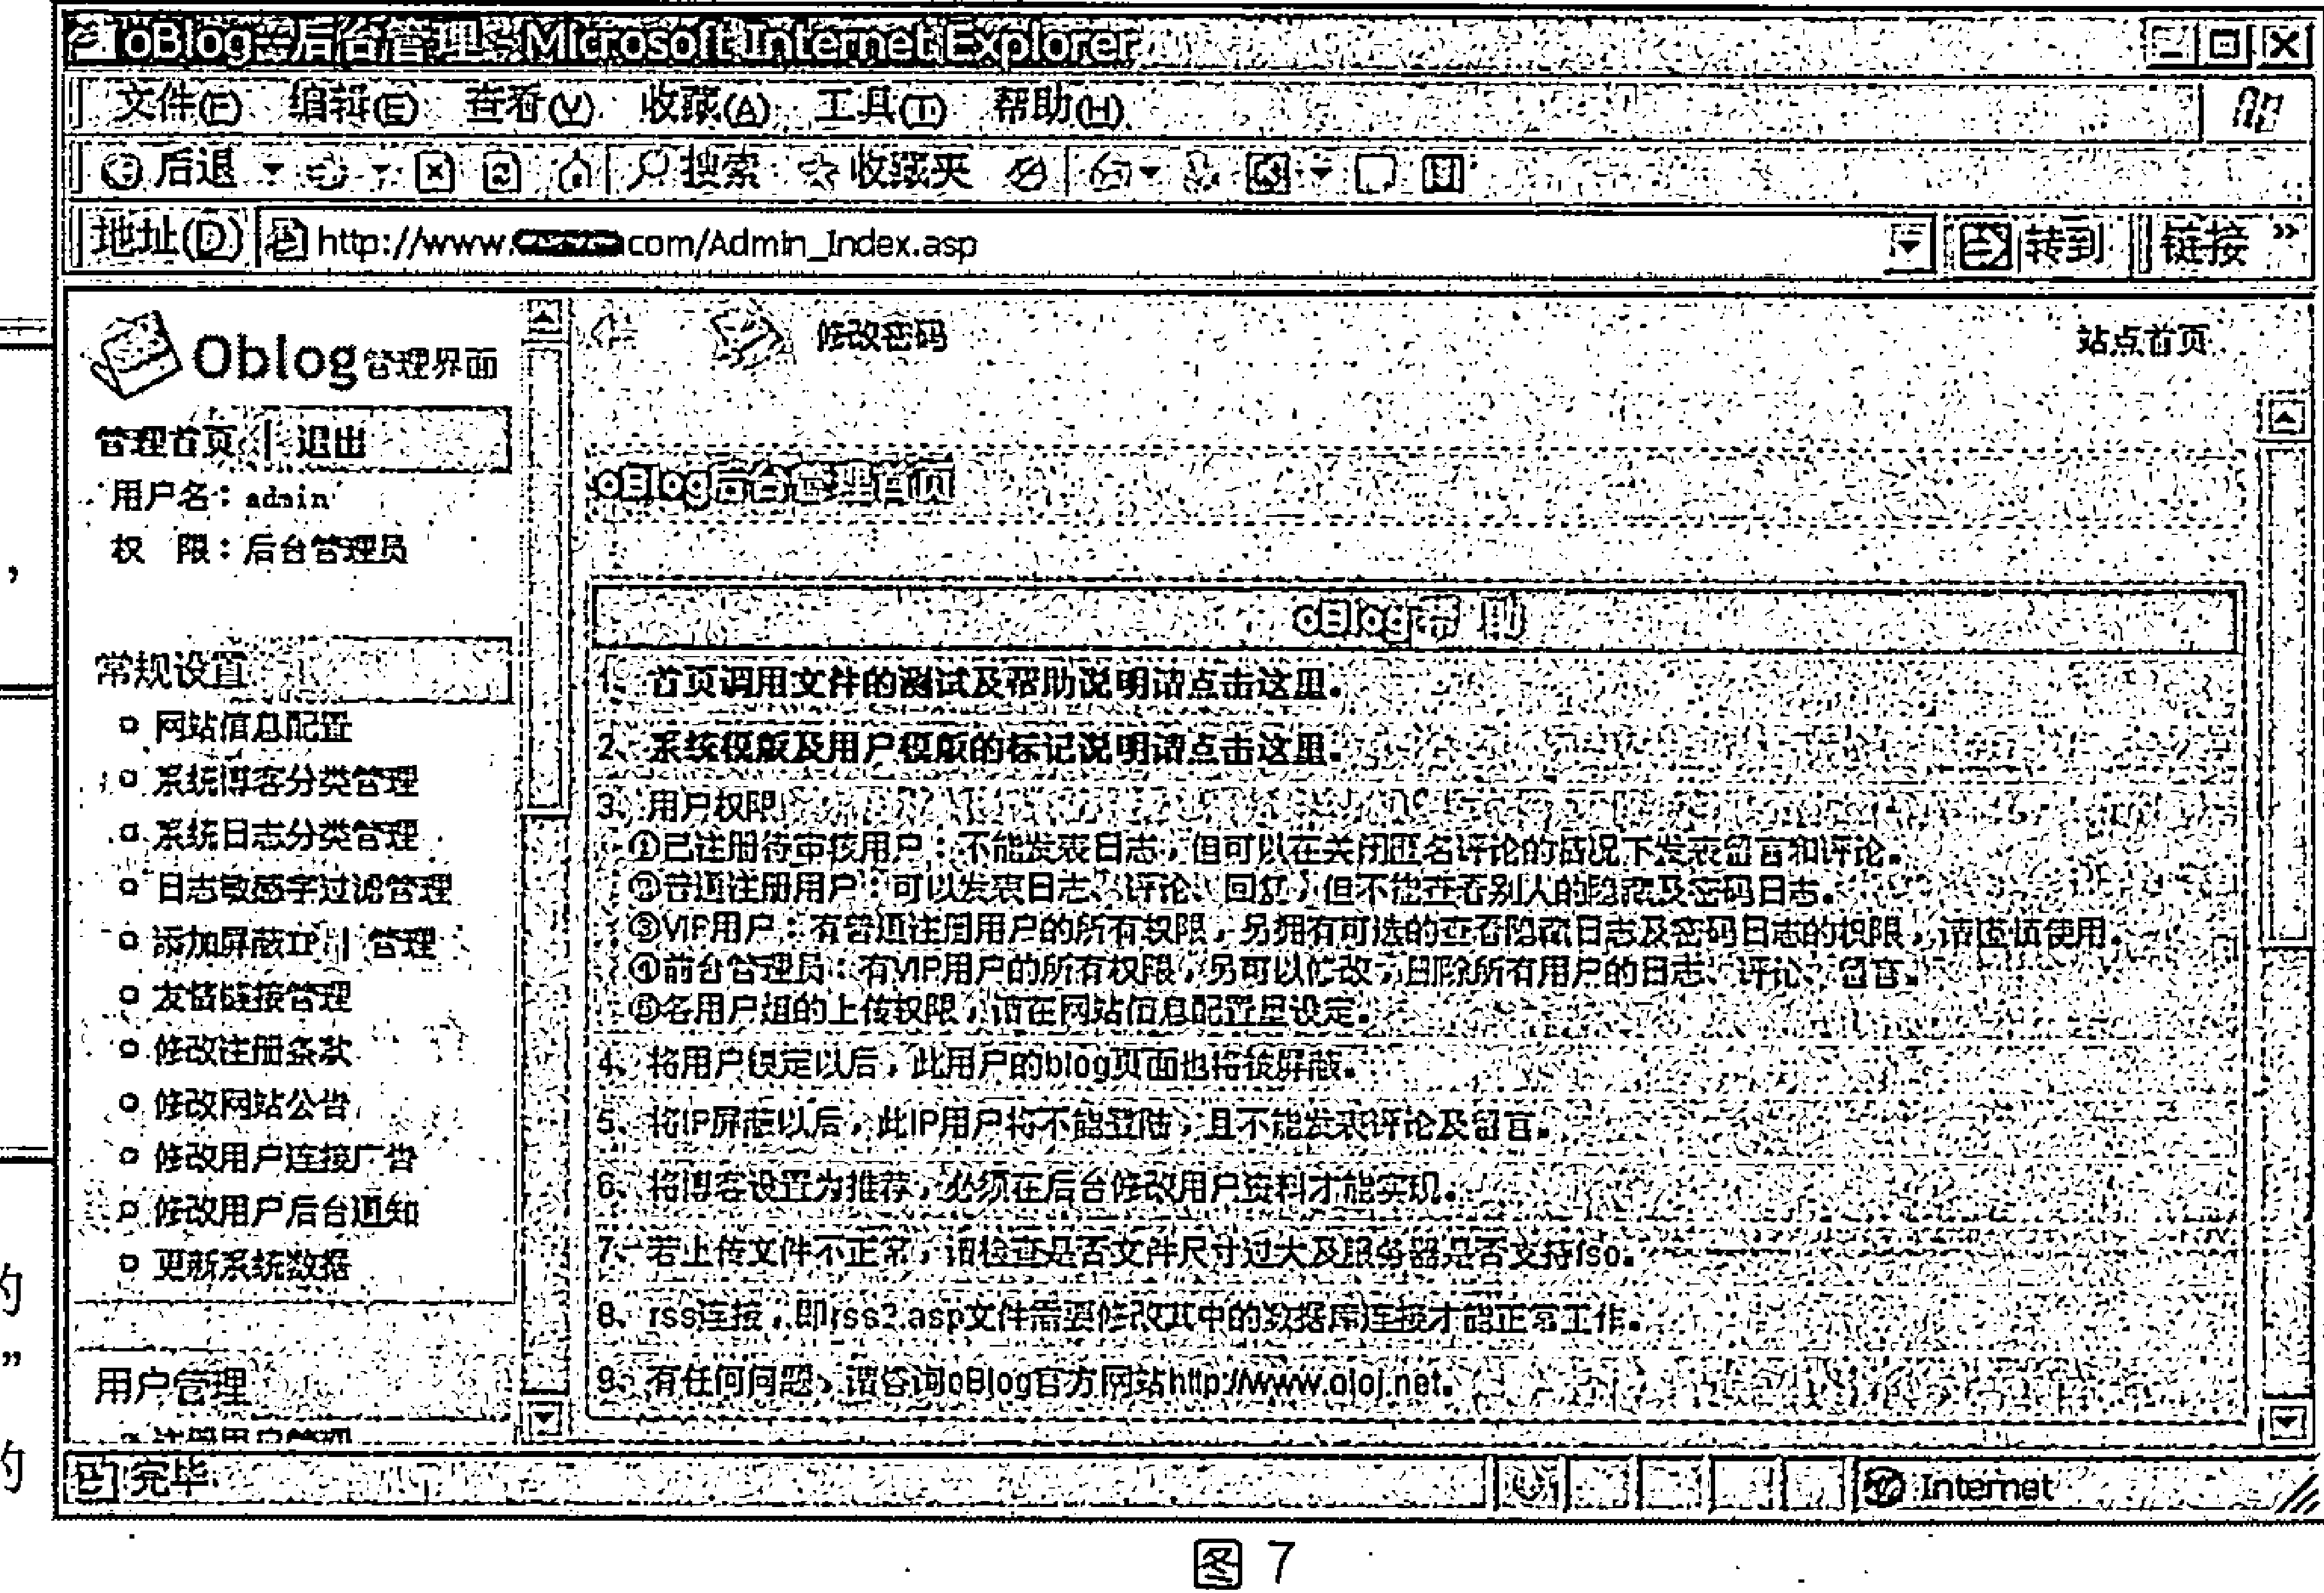 oBlog--后台管理 - Microsoft Internet Explorer
文件(F) 编辑(E) 查看(V) 收藏(A) 工具(T) 帮助(H)
后退 搜索 收藏夹
地址(D) http://www. com/Admin_Index.asp 转到 链接 »
Oblog管理界面
管理首页 | 退出
用户名：admin
权 限：后台管理员
常规设置
网站信息配置
系统博客分类管理
系统日志分类管理
日志敏感字过滤管理
添加屏蔽IP | 管理
友情链接管理
修改注册条款
修改网站公告
修改用户连接广告
修改用户后台通知
更新系统数据
用户管理
注册用户管理
修改密码 站点首页
oBlog后台管理首页
oBlog帮 助
1、首页调用文件的测试及帮助说明请点击这里。
2、系统模版及用户模版的标记说明请点击这里。
3、用户权限
①已注册待审核用户：不能发表日志，但可以在关闭匿名评论的情况下发表留言和评论。
②普通注册用户：可以发表日志、评论、回复，但不能查看别人的隐藏及密码日志。
③VIP用户：有普通注册用户的所有权限，另拥有可选的查看隐藏日志及密码日志的权限，请谨慎使用。
④前台管理员：有VIP用户的所有权限，另可以修改，删除所有用户的日志、评论、留言。
⑤各用户组的上传权限，请在网站信息配置里设定。
4、将用户锁定以后，此用户的blog页面也将被屏蔽。
5、将IP屏蔽以后，此IP用户将不能登陆，且不能发表评论及留言。
6、将博客设置为推荐，必须在后台修改用户资料才能实现。
7、若上传文件不正常，请检查是否文件尺寸过大及服务器是否支持fso。
8、rss连接，即rss2.asp文件需要修改其中的数据库连接才能正常工作。
9、有任何问题，请咨询oBlog官方网站http://www.oioj.net。
完毕 Internet
，
的
”
的
图 7